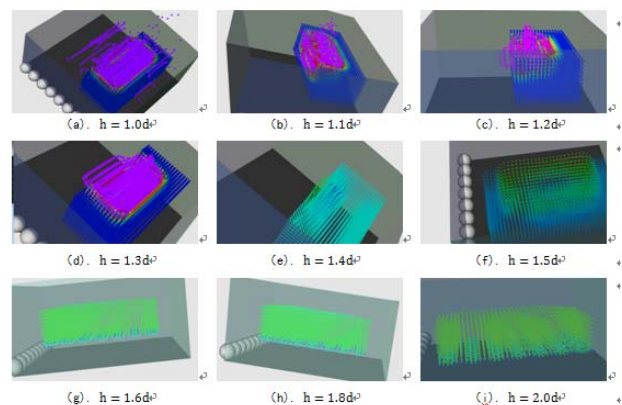 (a). h = 1.0d
(b). h = 1.1d
(c). h = 1.2d
(d). h = 1.3d
(e). h = 1.4d
(f). h = 1.5d
(g). h = 1.6d
(h). h = 1.8d
(i). h = 2.0d